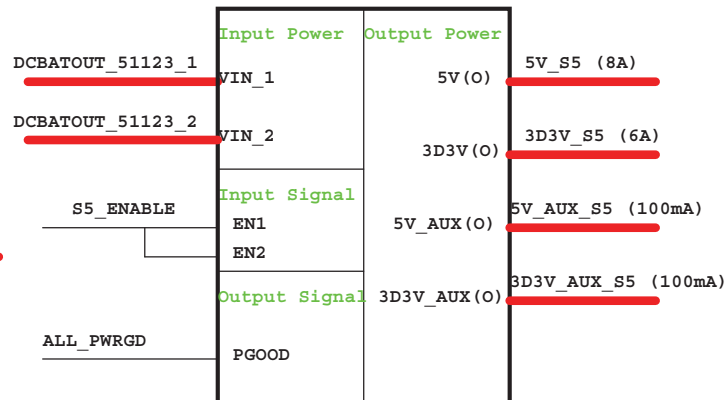 Input Power
Output Power
DCBATOUT_51123_1
VIN_1
5V(O)
5V_S5 (8A)
DCBATOUT_51123_2
VIN_2
3D3V(O)
3D3V_S5 (6A)
Input Signal
S5_ENABLE
EN1
5V_AUX(O)
5V_AUX_S5 (100mA)
EN2
Output Signal
3D3V_AUX(O)
3D3V_AUX_S5 (100mA)
ALL_PWRGD
PGOOD